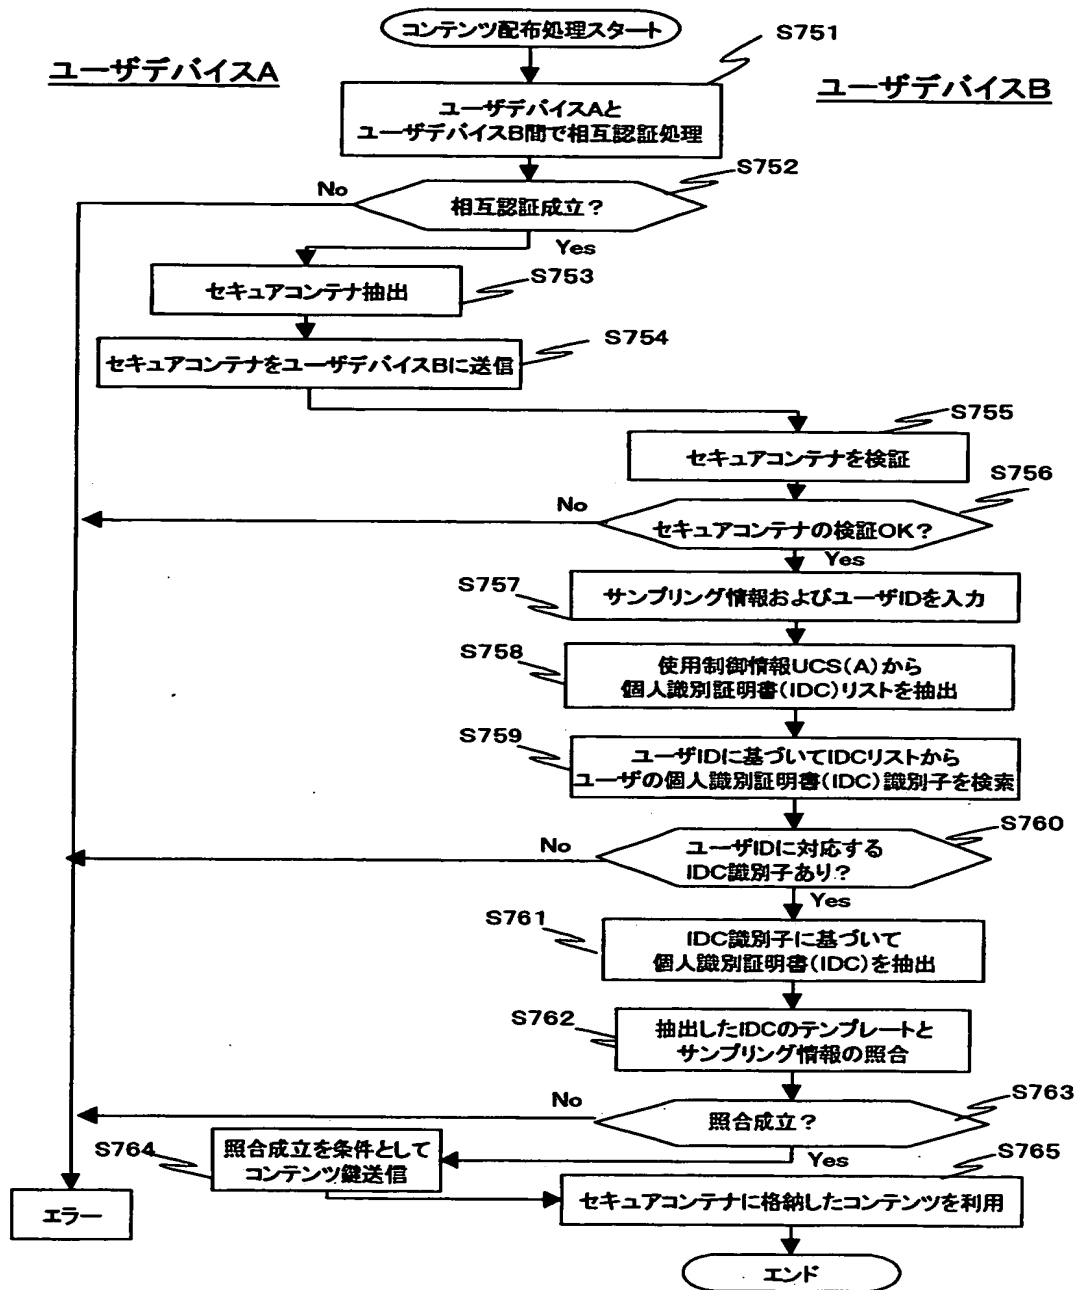 コンテンツ配布処理スタート
S751
ユーザデバイスA
ユーザデバイスB
ユーザデバイスAと
ユーザデバイスB間で相互認証処理
S752
No
相互認証成立?
Yes
S753
セキュアコンテナ抽出
S754
セキュアコンテナをユーザデバイスBに送信
S755
セキュアコンテナを検証
S756
No
セキュアコンテナの検証OK?
Yes
S757
サンプリング情報およびユーザIDを入力
S758
使用制御情報UCS(A)から
個人識別証明書(IDC)リストを抽出
S759
ユーザIDに基づいてIDCリストから
ユーザの個人識別証明書(IDC)識別子を検索
S760
No
ユーザIDに対応する
IDC識別子あり?
Yes
S761
IDC識別子に基づいて
個人識別証明書(IDC)を抽出
S762
抽出したIDCのテンプレートと
サンプリング情報の照合
S763
No
照合成立?
Yes
S764
照合成立を条件として
コンテンツ鍵送信
S765
セキュアコンテナに格納したコンテンツを利用
エラー
エンド